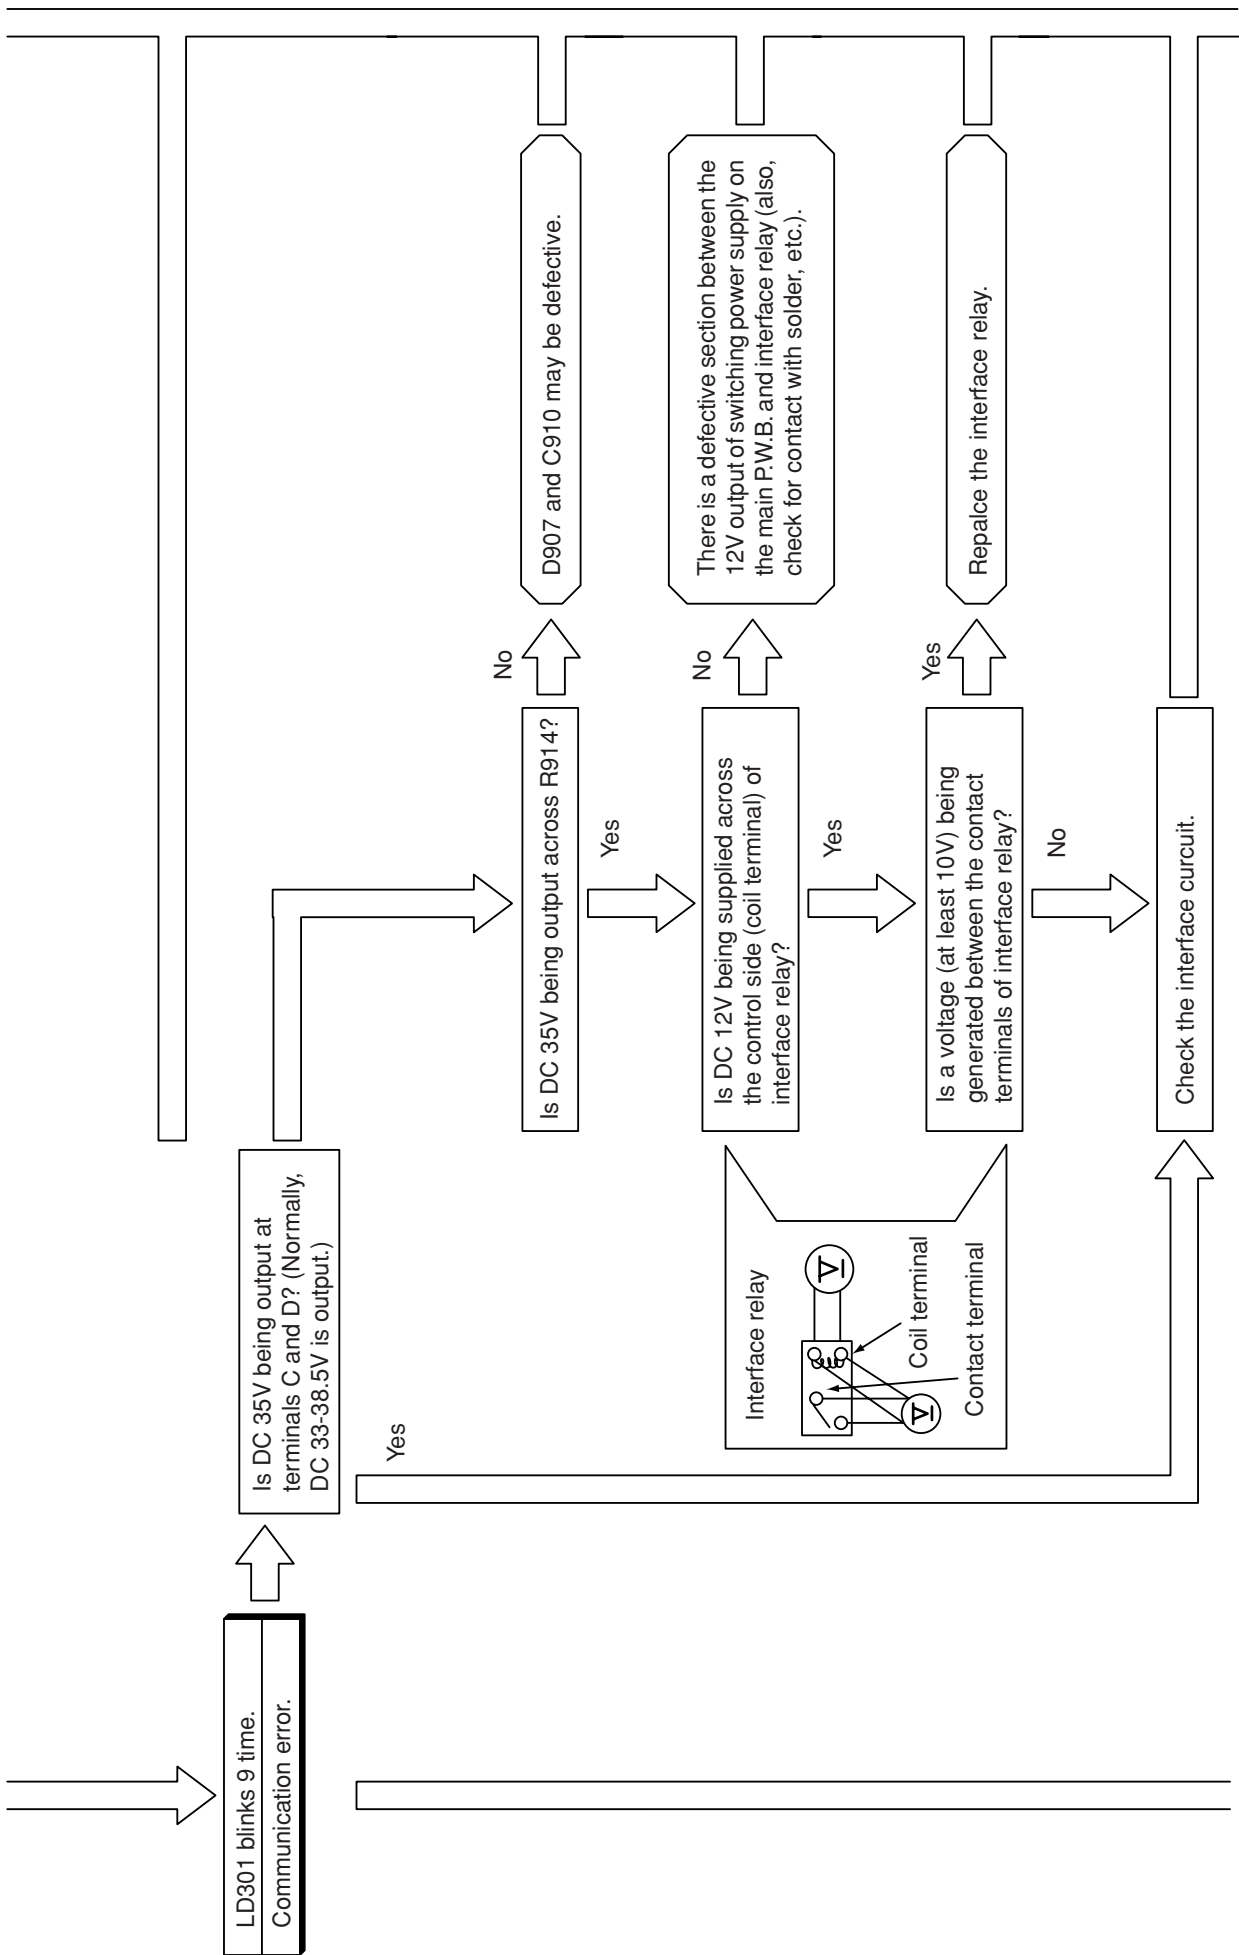 LD301 blinks 9 time.
Communication error.
Is DC 35V being output at
terminals C and D? (Normally,
DC 33-38.5V is output.)
Yes
Is DC 35V being output across R914?
No
D907 and C910 may be defective.
Yes
Is DC 12V being supplied across
the control side (coil terminal) of
interface relay?
No
There is a defective section between the
12V output of switching power supply on
the main P.W.B. and interface relay (also,
check for contact with solder, etc.).
Yes
Interface relay
V
V
Coil terminal
Contact terminal
Is a voltage (at least 10V) being
generated between the contact
terminals of interface relay?
Yes
Repalce the interface relay.
No
Check the interface circuit.